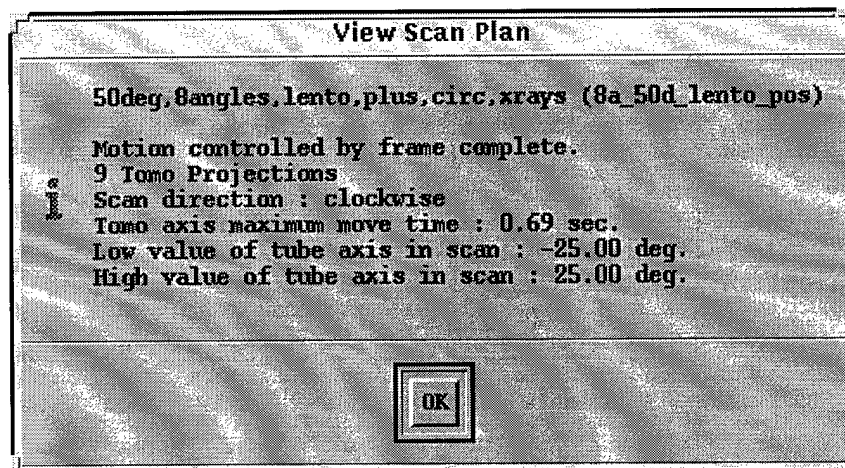 View Scan Plan
50deg,8angles,lento,plus,circ,xrays (8a_50d_lento_pos)
Motion controlled by frame complete.
9 Tomo Projections
Scan direction : clockwise
Tomo axis maximum move time : 0.69 sec.
Low value of tube axis in scan : -25.00 deg.
High value of tube axis in scan : 25.00 deg.
OK